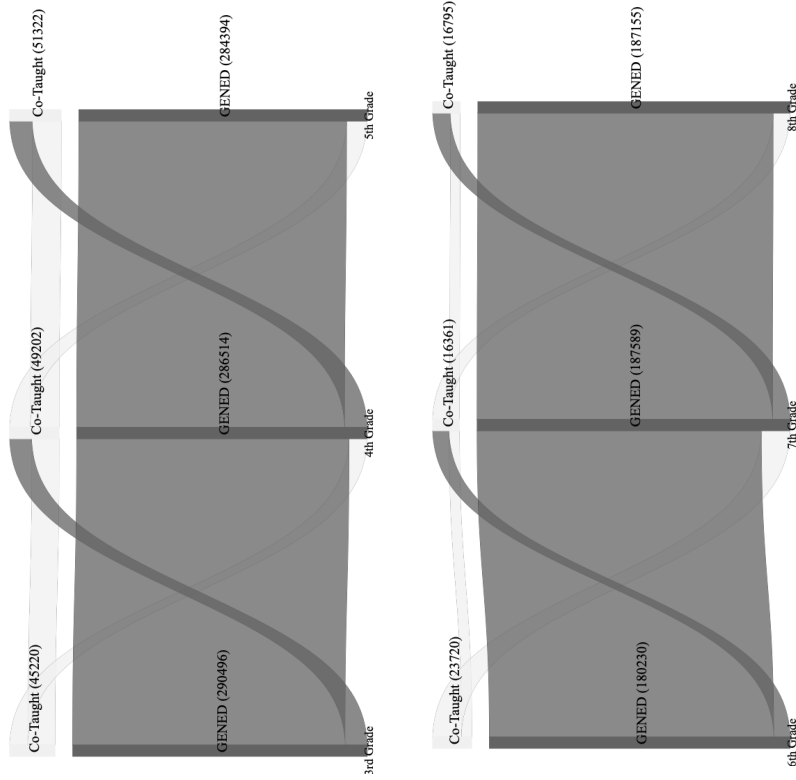 Co-Taught (51322)
GENED (284394)
5th Grade
Co-Taught (49202)
GENED (286514)
4th Grade
Co-Taught (45220)
GENED (290496)
3rd Grade
Co-Taught (16795)
GENED (187155)
8th Grade
Co-Taught (16361)
GENED (187589)
7th Grade
Co-Taught (23720)
GENED (180230)
6th Grade